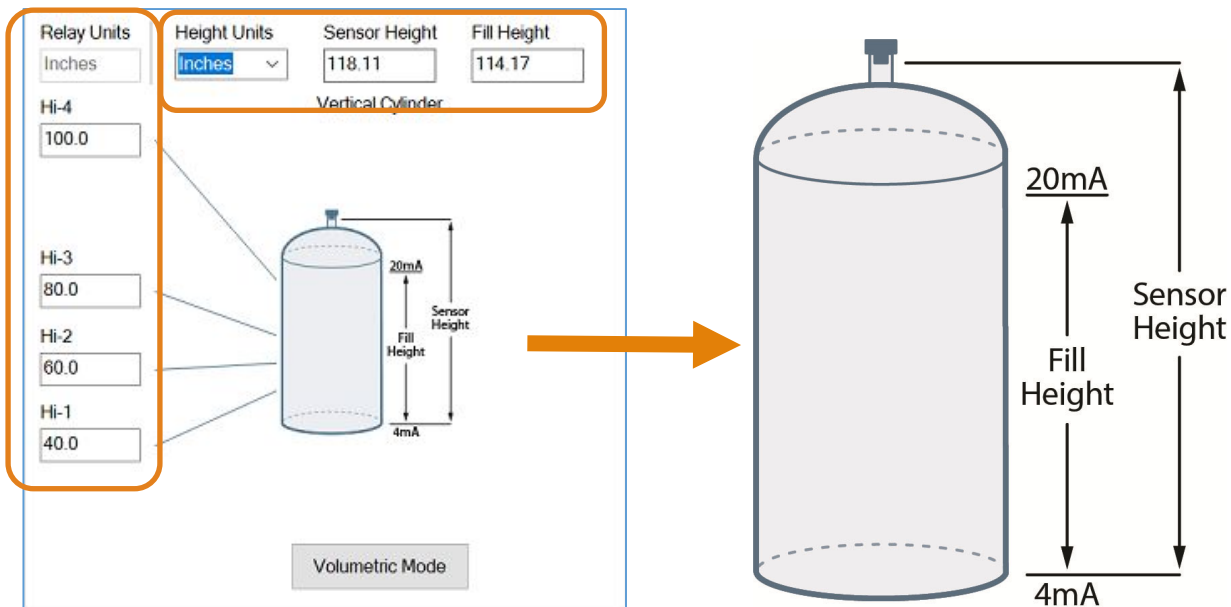 Relay Units
Height Units
Sensor Height
Fill Height
Inches
Inches
118.11
114.17
Vertical Cylinder
Hi-4
100.0
Hi-3
80.0
Hi-2
60.0
Hi-1
40.0
20mA
Sensor
Height
Fill
Height
4mA
Volumetric Mode
20mA
Sensor
Height
Fill
Height
4mA